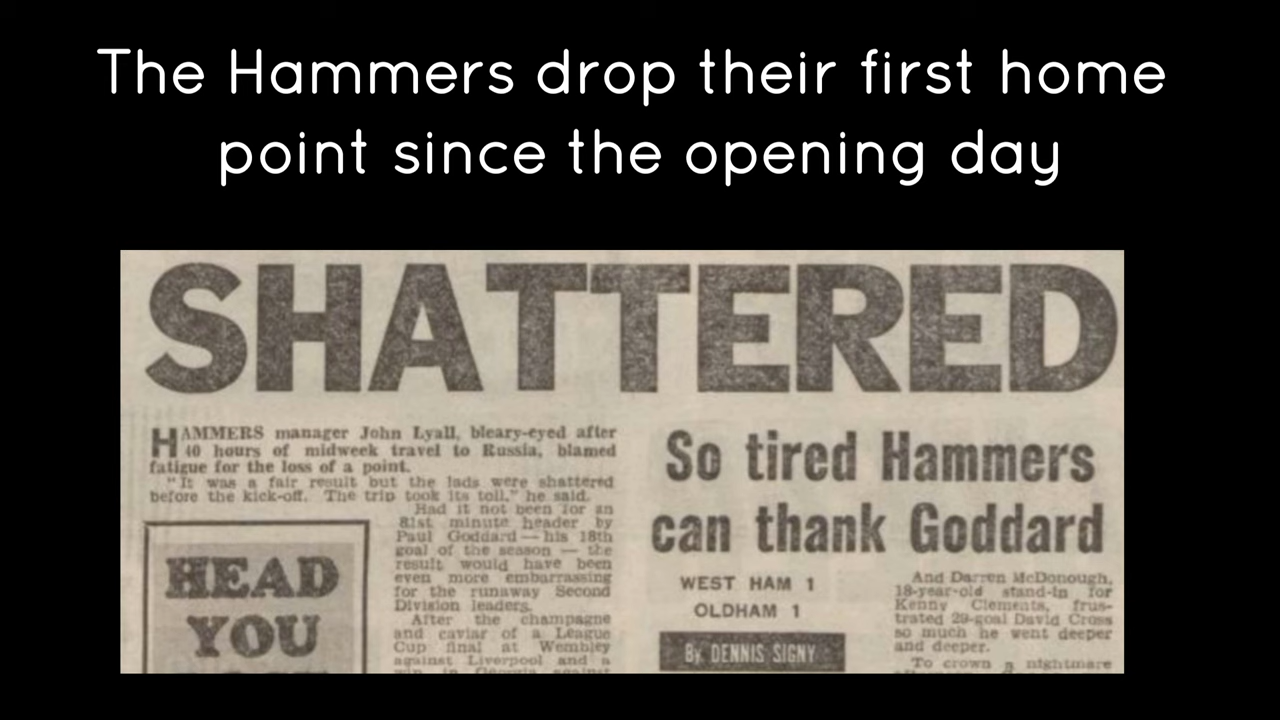 The Hammers drop their first home
point since the opening day
SHATTERED
HAMMERS manager John Lyall, bleary-eyed after
40 hours of midweek travel to Russia, blamed
fatigue for the loss of a point.
"It was a fair result but the lads were shattered
before the kick-off. The trip took its toll," he said.
Had it not been for an
81st minute header by
Paul Goddard — his 18th
goal of the season — the
result would have been
even more embarrassing
for the runaway Second
Division leaders.
After the champagne
and caviar of a League
Cup final at Wembley
against Liverpool and a
win in Georgia against
HEAD
YOU
So tired Hammers
can thank Goddard
WEST HAM 1
OLDHAM 1
By DENNIS SIGNY
And Darren McDonough,
18-year-old stand-in for
Kenny Clements, frus-
trated 29-goal David Cross
so much he went deeper
and deeper.
To crown a nightmare